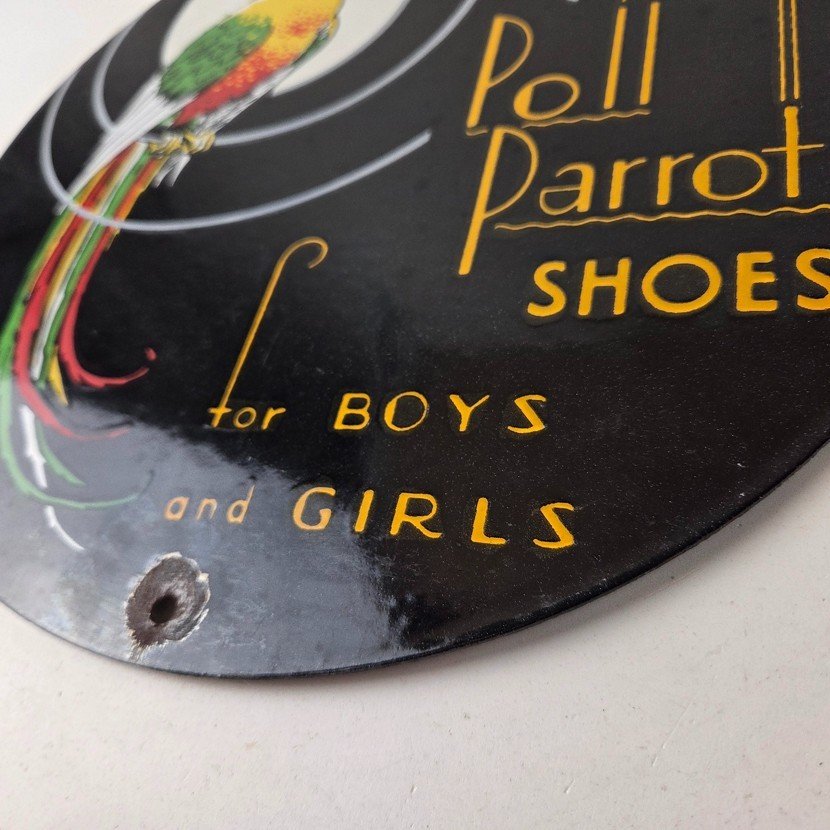 Poll
Parrot
SHOES
for BOYS
and GIRLS